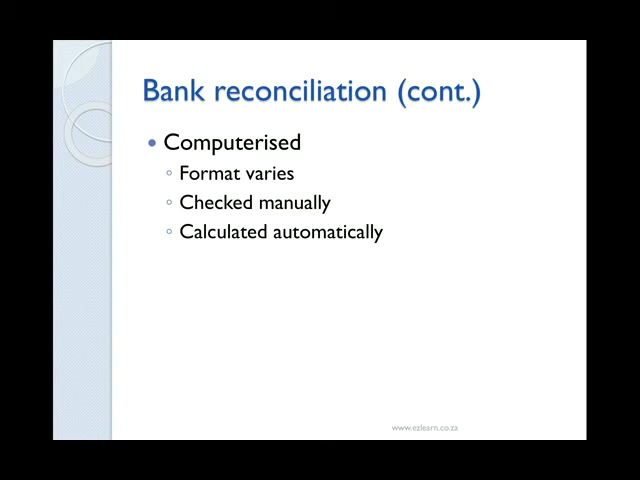 Bank reconciliation (cont.)
• Computerised
◦ Format varies
◦ Checked manually
◦ Calculated automatically
www.ezlearn.co.za